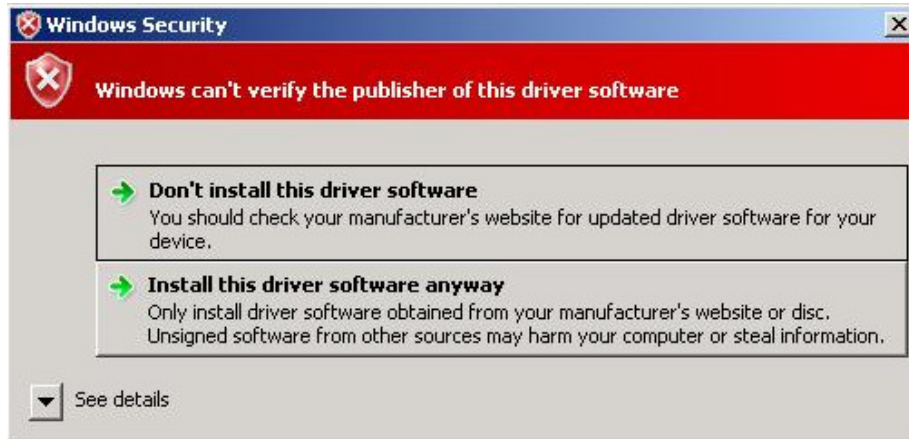 Windows Security
Windows can't verify the publisher of this driver software
Don't install this driver software
You should check your manufacturer's website for updated driver software for your
device.
Install this driver software anyway
Only install driver software obtained from your manufacturer's website or disc.
Unsigned software from other sources may harm your computer or steal information.
See details